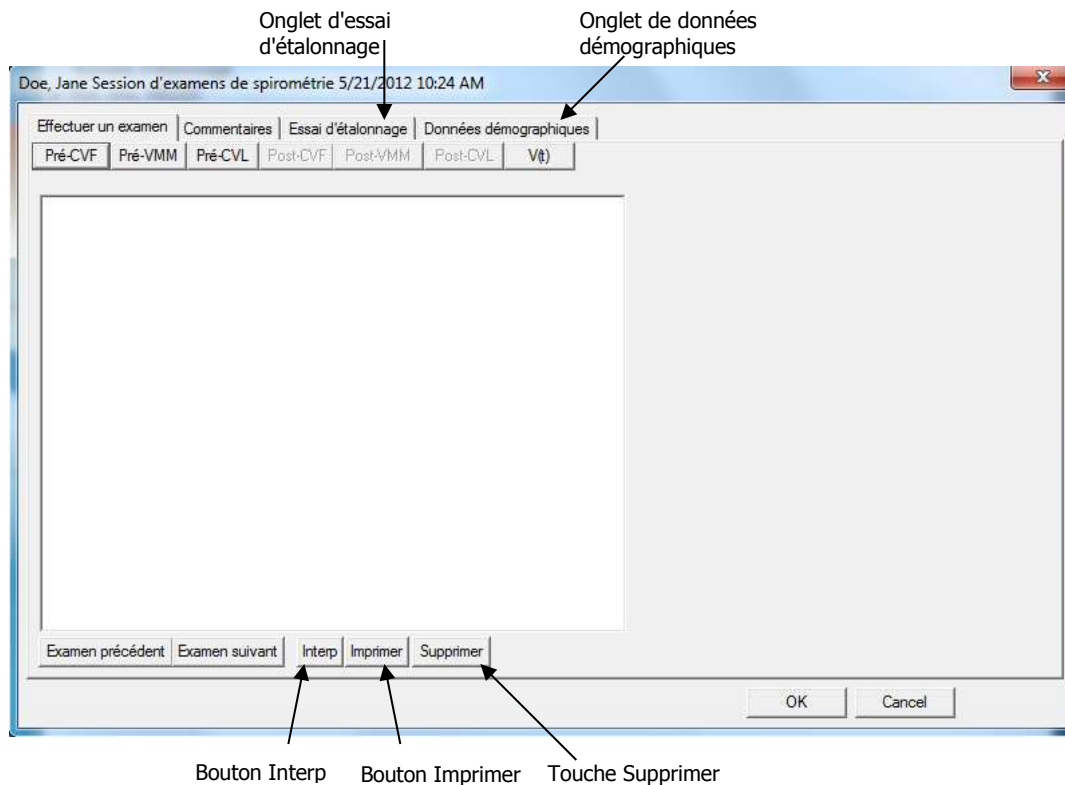 Onglet d'essai
d'étalonnage
Onglet de données
démographiques
Doe, Jane Session d'examens de spirométrie 5/21/2012 10:24 AM
Effectuer un examen Commentaires Essai d'étalonnage Données démographiques
Pré-CVF Pré-VMM Pré-CVL Post-CVF Post-VMM Post-CVL V(t)
Examen précédent Examen suivant Interp Imprimer Supprimer
OK Cancel
Bouton Interp Bouton Imprimer Touche Supprimer